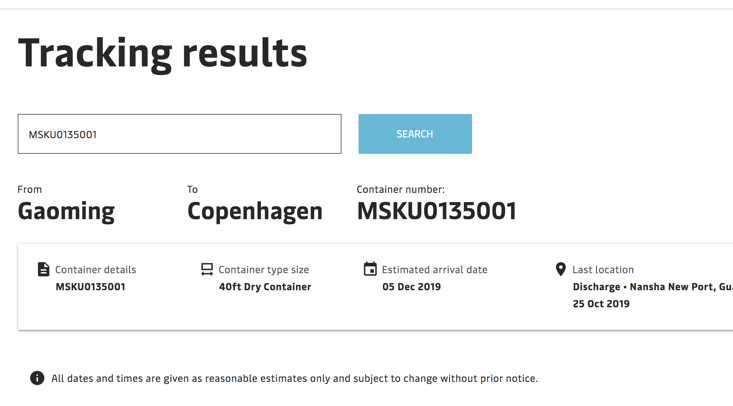 Tracking results
MSKU0135001
SEARCH
From
Gaoming
To
Copenhagen
Container number:
MSKU0135001
Container details
MSKU0135001
Container type size
40ft Dry Container
Estimated arrival date
05 Dec 2019
Last location
Discharge • Nansha New Port,
25 Oct 2019
All dates and times are given as reasonable estimates only and subject to change without prior notice.